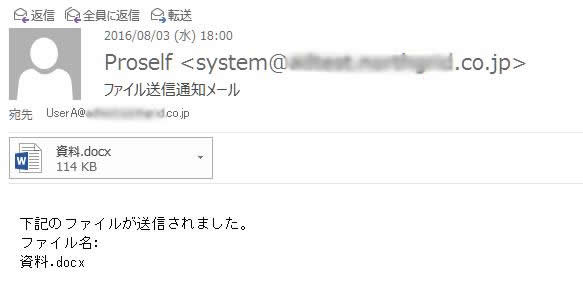 返信 全員に返信 転送
2016/08/03 (水) 18:00
Proself <system@ .co.jp>
ファイル送信通知メール
宛先 UserA@ .co.jp
資料.docx
114 KB
下記のファイルが送信されました。
ファイル名:
資料.docx